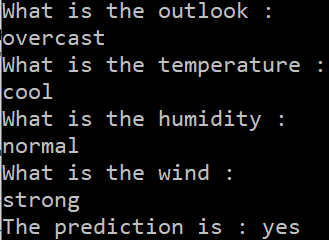 What is the outlook :
overcast
What is the temperature :
cool
What is the humidity :
normal
What is the wind :
strong
The prediction is : yes